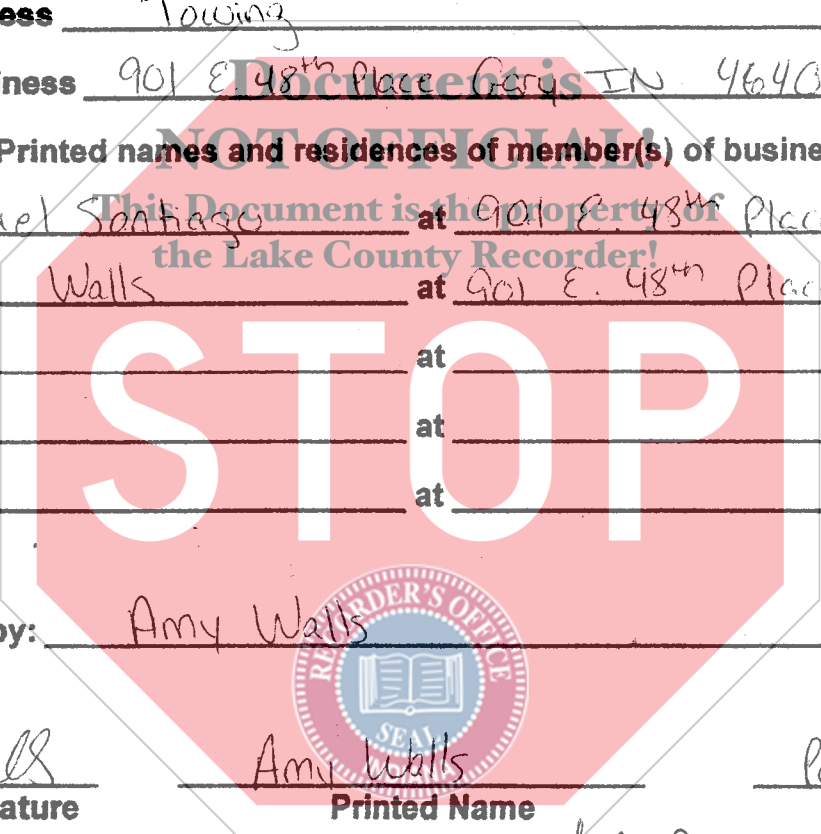 ess Towing
iness 901 E. 48th Place Gary IN 4640
Document is
NOT OFFICIAL!
Printed names and residences of member(s) of busine
This Document is the property of
el Santiago at 901 E. 48th Plac
the Lake County Recorder!
Walls at 901 E. 48th Plac
STOP
at
at
at
by: Amy Walls
RECORDER'S OFFICE
SEAL
Amy Walls
ature Printed Name